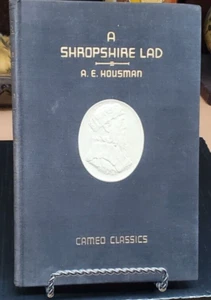 A
SHROPSHIRE LAD
A. E. HOUSMAN
CAMEO CLASSICS